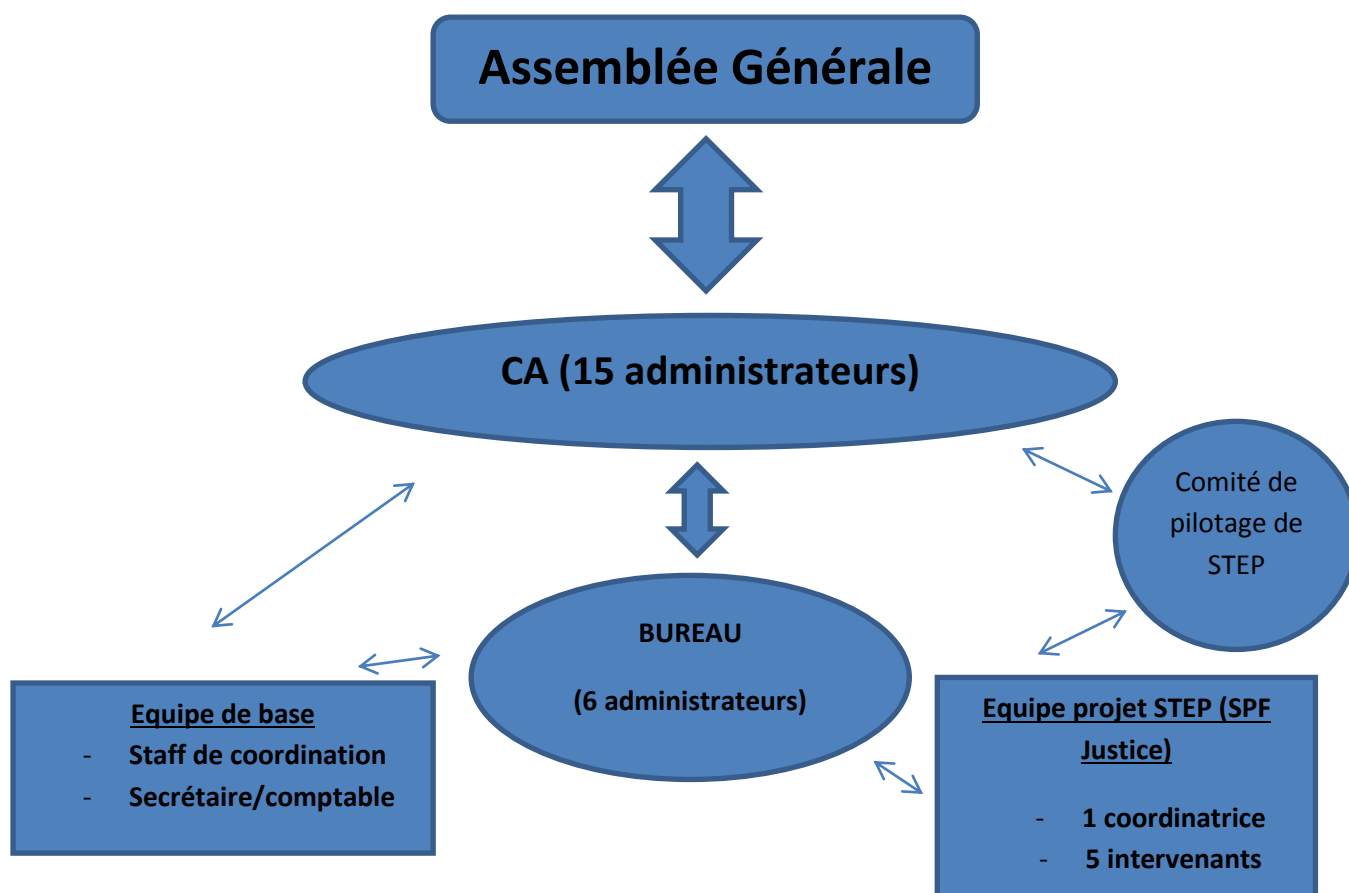 Assemblée Générale
CA (15 administrateurs)
Comité de
pilotage de
STEP
BUREAU
(6 administrateurs)
Equipe de base
- Staff de coordination
- Secrétaire/comptable
Equipe projet STEP (SPF
Justice)
- 1 coordinatrice
- 5 intervenants